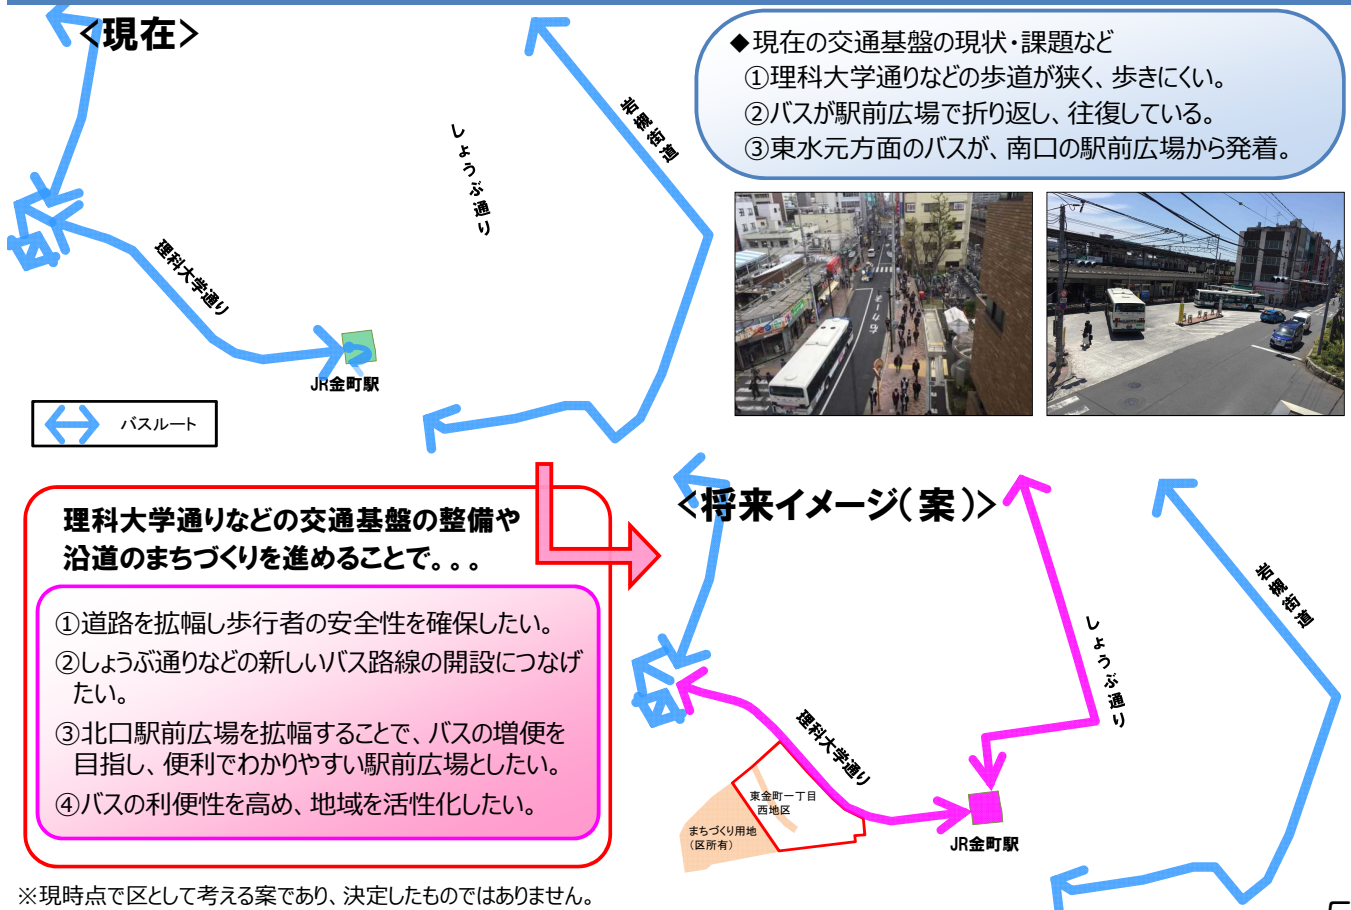 <現在>
◆現在の交通基盤の現状・課題など
①理科大学通りなどの歩道が狭く、歩きにくい。
②バスが駅前広場で折り返し、往復している。
③東水元方面のバスが、南口の駅前広場から発着。
岩槻街道
しょうぶ通り
理科大学通り
JR金町駅
バスルート
理科大学通りなどの交通基盤の整備や
沿道のまちづくりを進めることで。。。
①道路を拡幅し歩行者の安全性を確保したい。
②しょうぶ通りなどの新しいバス路線の開設につなげ
たい。
③北口駅前広場を拡幅することで、バスの増便を
目指し、便利でわかりやすい駅前広場としたい。
④バスの利便性を高め、地域を活性化したい。
※現時点で区として考える案であり、決定したものではありません。
<将来イメージ(案)>
岩槻街道
しょうぶ通り
理科大学通り
東金町一丁目
西地区
まちづくり用地
(区所有)
JR金町駅